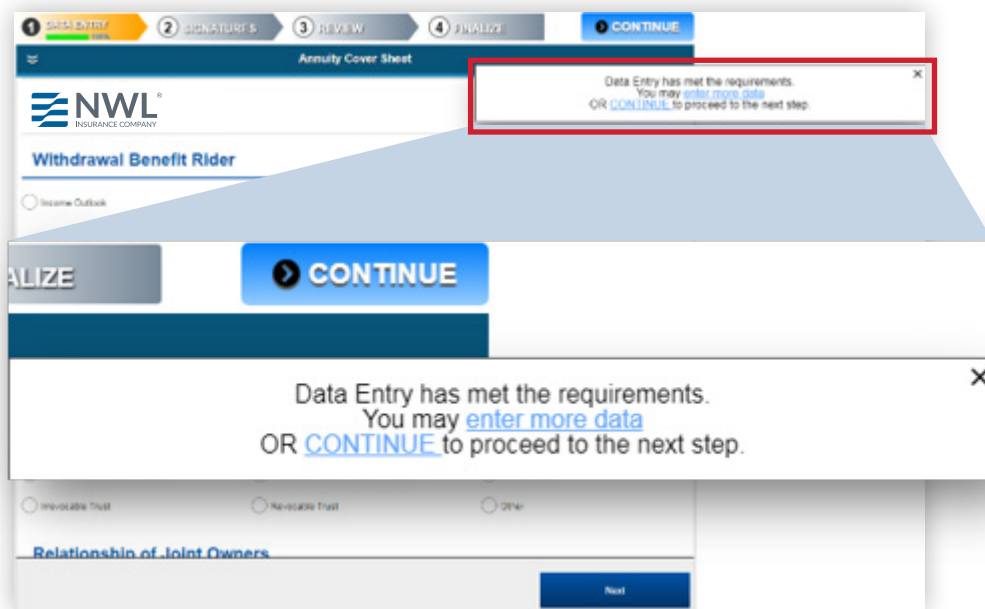 1 DATA ENTRY 100% 2 SIGNATURES 3 REVIEW 4 FINALIZE CONTINUE
Annuity Cover Sheet
Data Entry has met the requirements.
You may enter more data
OR CONTINUE to proceed to the next step.
NWL®
INSURANCE COMPANY
Withdrawal Benefit Rider
Income Outlook
ALIZE CONTINUE
Data Entry has met the requirements.
You may enter more data
OR CONTINUE to proceed to the next step.
Irrevocable Trust Revocable Trust Other
Relationship of Joint Owners
Next